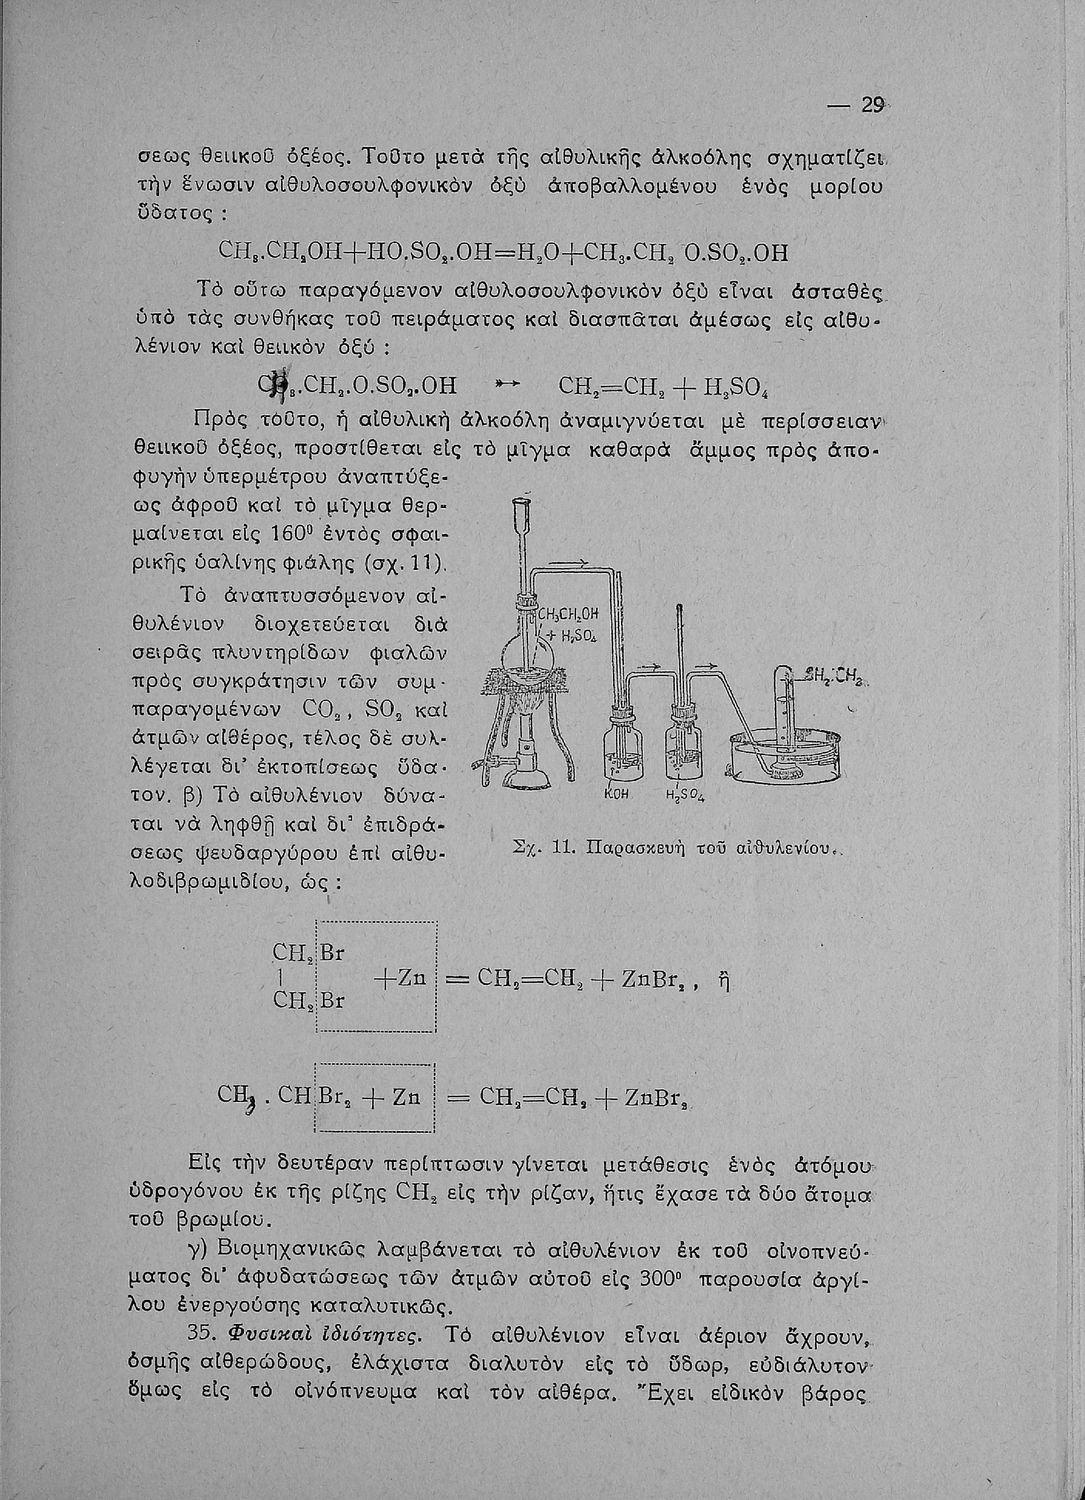 — 29
σεως θειικοῦ ὀξέος. Τοῦτο μετὰ τῆς αἰθυλικῆς ἀλκοόλης σχηματίζει
τὴν ἕνωσιν αἰθυλοσουλφονικὸν ὀξὺ ἀποβαλλομένου ἑνὸς μορίου
ὕδατος :
CH₃.CH₂OH+HO.SO₂.OH=H₂O+CH₃.CH₂ O.SO₂.OH
Τὸ οὕτω παραγόμενον αἰθυλοσουλφονικὸν ὀξὺ εἶναι ἀσταθὲς
ὑπὸ τὰς συνθήκας τοῦ πειράματος καὶ διασπᾶται ἀμέσως εἰς αἰθυ-
λένιον καὶ θειικὸν ὀξύ :
CH₃.CH₂.O.SO₂.OH → CH₂=CH₂ + H₂SO₄
Πρὸς τοῦτο, ἡ αἰθυλικὴ ἀλκοόλη ἀναμιγνύεται μὲ περίσσειαν
θειικοῦ ὀξέος, προστίθεται εἰς τὸ μῖγμα καθαρὰ ἄμμος πρὸς ἀπο-
φυγὴν ὑπερμέτρου ἀναπτύξε-
ως ἀφροῦ καὶ τὸ μῖγμα θερ-
μαίνεται εἰς 160⁰ ἐντὸς σφαι-
ρικῆς ὑαλίνης φιάλης (σχ. 11).
Τὸ ἀναπτυσσόμενον αἰ-
θυλένιον διοχετεύεται διὰ
σειρᾶς πλυντηρίδων φιαλῶν
πρὸς συγκράτησιν τῶν συμ-
παραγομένων CO₂, SO₂ καὶ
ἀτμῶν αἰθέρος, τέλος δὲ συλ-
λέγεται δι' ἐκτοπίσεως ὕδα-
τον. β) Τὸ αἰθυλένιον δύνα-
ται νὰ ληφθῇ καὶ δι' ἐπιδρά-
σεως ψευδαργύρου ἐπὶ αἰθυ-
λοδιβρωμιδίου, ὡς :
CH₃CH₂OH
+ H₂SO₄
CH₂:CH₂
KOH
H₂SO₄
Σχ. 11. Παρασκευὴ τοῦ αἰθυλενίου.
CH₂ Br
| +Zn = CH₂=CH₂ + ZnBr₂ , ἢ
CH₂ Br
CH₃ . CH Br₂ + Zn = CH₂=CH₂ + ZnBr₂
Εἰς τὴν δευτέραν περίπτωσιν γίνεται μετάθεσις ἑνὸς ἀτόμου
ὑδρογόνου ἐκ τῆς ρίζης CH₂ εἰς τὴν ρίζαν, ἥτις ἔχασε τὰ δύο ἄτομα
τοῦ βρωμίου.
γ) Βιομηχανικῶς λαμβάνεται τὸ αἰθυλένιον ἐκ τοῦ οἰνοπνεύ-
ματος δι' ἀφυδατώσεως τῶν ἀτμῶν αὐτοῦ εἰς 300⁰ παρουσία ἀργί-
λου ἐνεργούσης καταλυτικῶς.
35. Φυσικαὶ ἰδιότητες. Τὸ αἰθυλένιον εἶναι ἀέριον ἄχρουν,
ὀσμῆς αἰθερώδους, ἐλάχιστα διαλυτὸν εἰς τὸ ὕδωρ, εὐδιάλυτον
ὅμως εἰς τὸ οἰνόπνευμα καὶ τὸν αἰθέρα. Ἔχει εἰδικὸν βάρος